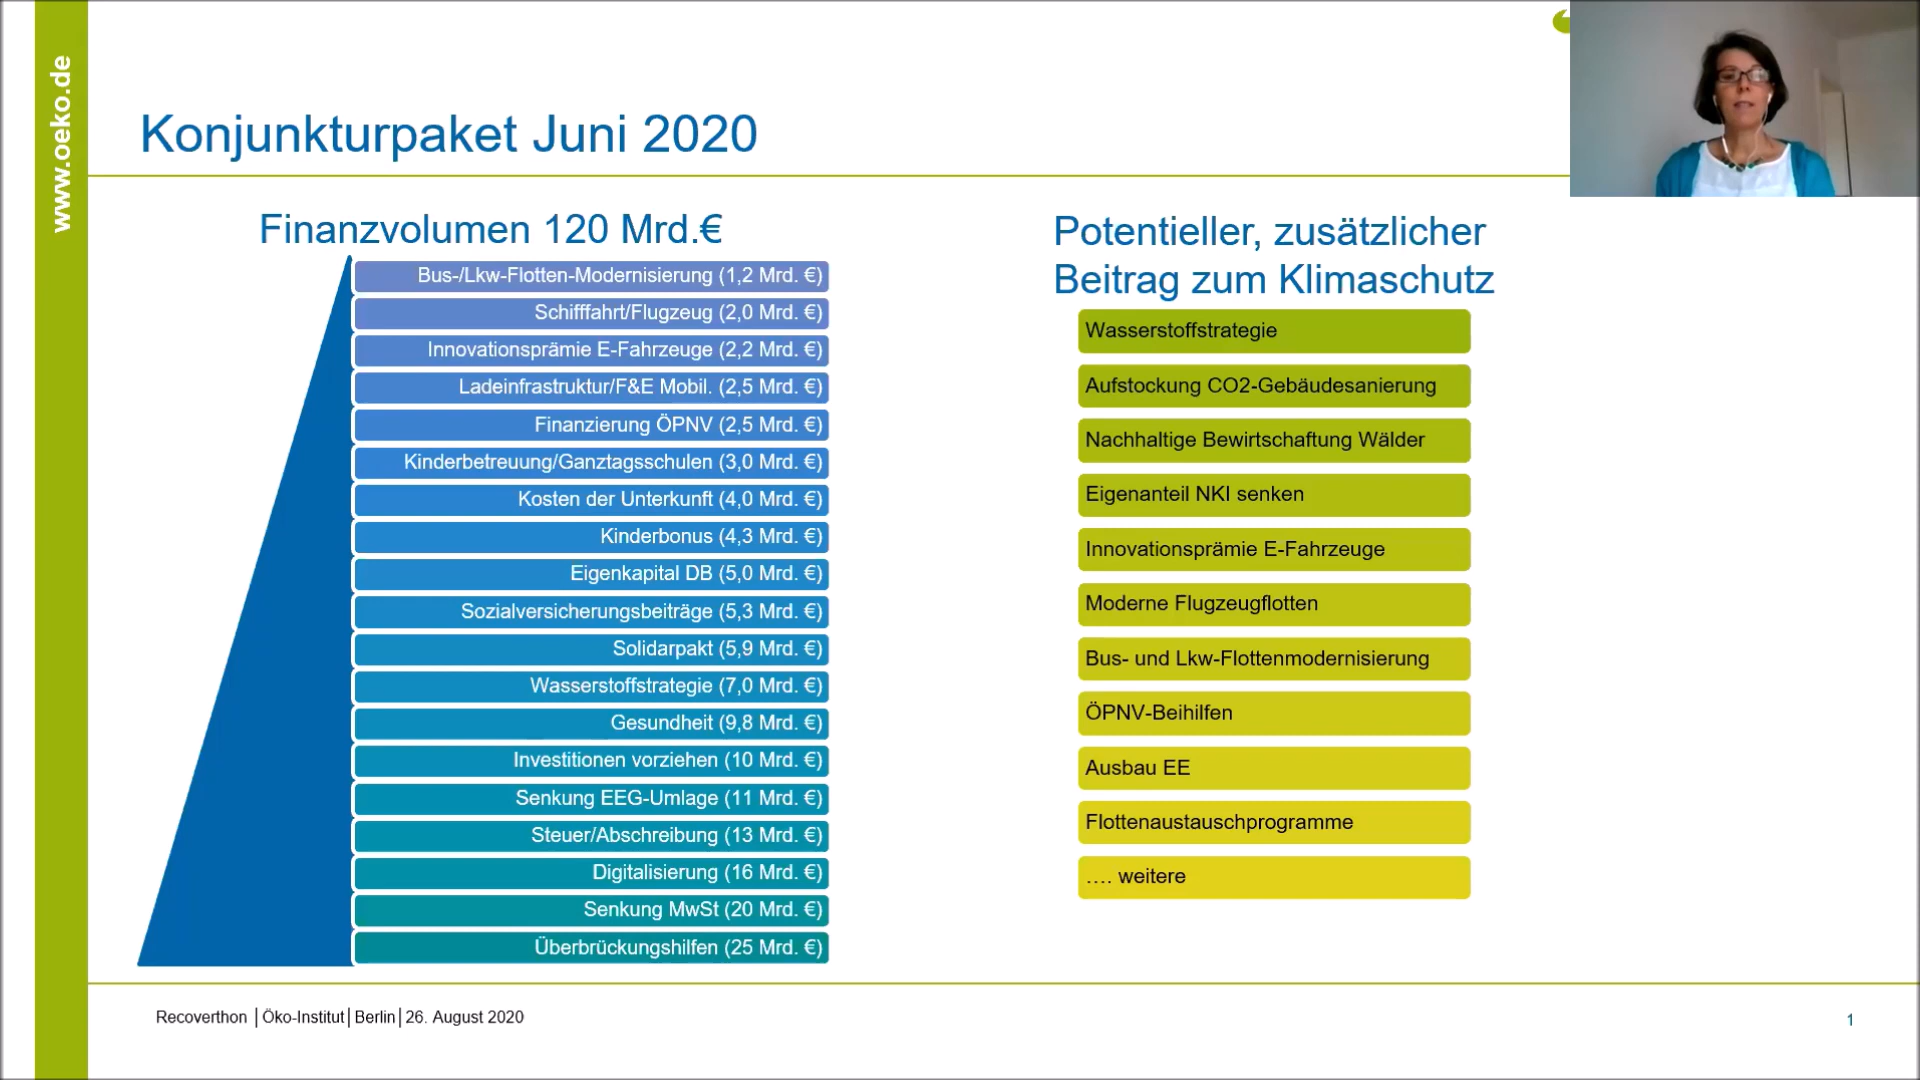 www.oeko.de
Konjunkturpaket Juni 2020
Finanzvolumen 120 Mrd.€
Bus-/Lkw-Flotten-Modernisierung (1,2 Mrd. €)
Schifffahrt/Flugzeug (2,0 Mrd. €)
Innovationsprämie E-Fahrzeuge (2,2 Mrd. €)
Ladeinfrastruktur/F&E Mobil. (2,5 Mrd. €)
Finanzierung ÖPNV (2,5 Mrd. €)
Kinderbetreuung/Ganztagsschulen (3,0 Mrd. €)
Kosten der Unterkunft (4,0 Mrd. €)
Kinderbonus (4,3 Mrd. €)
Eigenkapital DB (5,0 Mrd. €)
Sozialversicherungsbeiträge (5,3 Mrd. €)
Solidarpakt (5,9 Mrd. €)
Wasserstoffstrategie (7,0 Mrd. €)
Gesundheit (9,8 Mrd. €)
Investitionen vorziehen (10 Mrd. €)
Senkung EEG-Umlage (11 Mrd. €)
Steuer/Abschreibung (13 Mrd. €)
Digitalisierung (16 Mrd. €)
Senkung MwSt (20 Mrd. €)
Überbrückungshilfen (25 Mrd. €)
Potentieller, zusätzlicher
Beitrag zum Klimaschutz
Wasserstoffstrategie
Aufstockung CO2-Gebäudesanierung
Nachhaltige Bewirtschaftung Wälder
Eigenanteil NKI senken
Innovationsprämie E-Fahrzeuge
Moderne Flugzeugflotten
Bus- und Lkw-Flottenmodernisierung
ÖPNV-Beihilfen
Ausbau EE
Flottenaustauschprogramme
…. weitere
Recoverthon │Öko-Institut│Berlin│26. August 2020
1